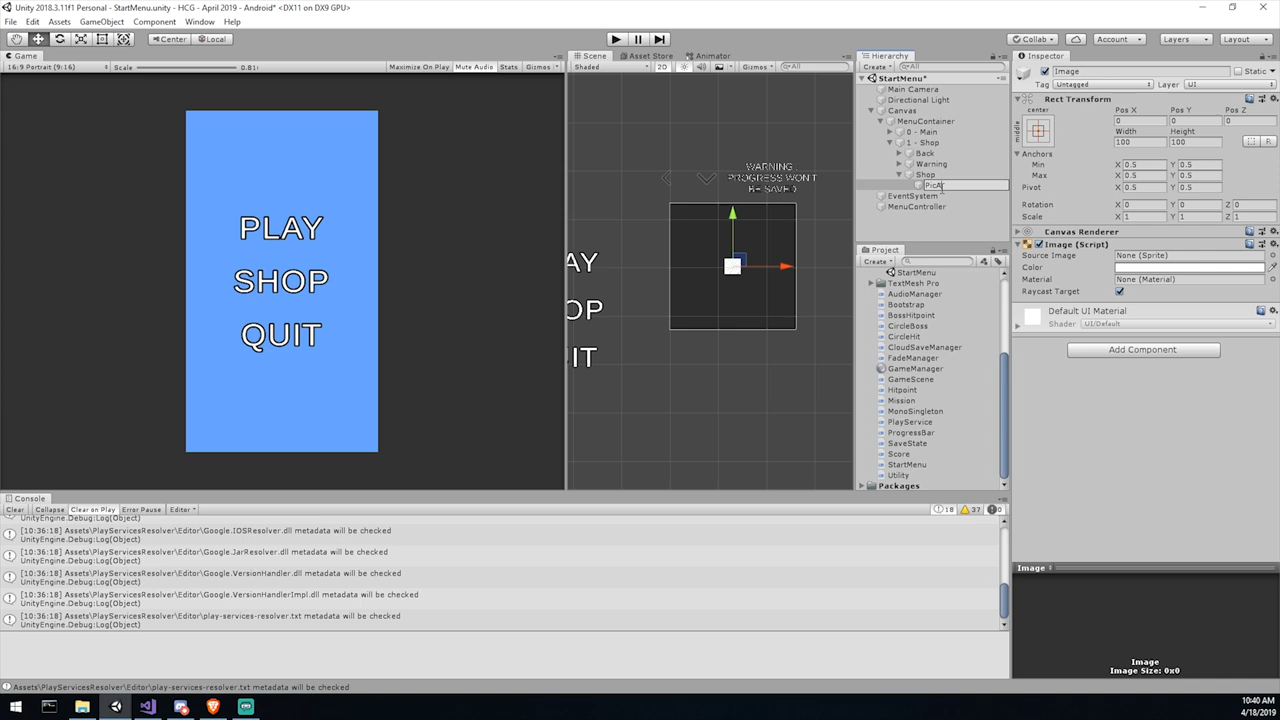 Unity 2018.3.11f1 Personal - StartMenu.unity - HCG - April 2019 - Android* <DX11 on DX9 GPU>
File Edit Assets GameObject Component Window Help
Center Local Collab Account Layers Layout
Game Scene Asset Store Animator Hierarchy Inspector
16:9 Portrait (9:16) Scale 0.81x Maximize On Play Mute Audio Stats Gizmos
Shaded 2D Gizmos All
Create All
Image Static
Tag Untagged Layer UI
StartMenu*
Main Camera
Directional Light
Canvas
MenuContainer
0 - Main
1 - Shop
Back
Warning
Shop
PicAr
EventSystem
MenuController
Rect Transform
center
middle
Pos X Pos Y Pos Z
0 0 0
Width Height
100 100
R
Anchors
Min X 0.5 Y 0.5
Max X 0.5 Y 0.5
Pivot X 0.5 Y 0.5
Rotation X 0 Y 0 Z 0
Scale X 1 Y 1 Z 1
Canvas Renderer
Image (Script)
Source Image None (Sprite)
Color
Material None (Material)
Raycast Target
Default UI Material
Shader UI/Default
Add Component
PLAY
SHOP
QUIT
WARNING
PROGRESS WON'T
BE SAVED
AY
OP
IT
Project
Create
StartMenu
TextMesh Pro
AudioManager
Bootstrap
BossHitpoint
CircleBoss
CircleHit
CloudSaveManager
FadeManager
GameManager
GameScene
Hitpoint
Mission
MonoSingleton
PlayService
ProgressBar
SaveState
Score
StartMenu
Utility
Packages
Console
Clear Collapse Clear on Play Error Pause Editor 18 37 0
UnityEngine.Debug:Log(Object)
[10:36:18] Assets\PlayServicesResolver\Editor\Google.IOSResolver.dll metadata will be checked
UnityEngine.Debug:Log(Object)
[10:36:18] Assets\PlayServicesResolver\Editor\Google.JarResolver.dll metadata will be checked
UnityEngine.Debug:Log(Object)
[10:36:18] Assets\PlayServicesResolver\Editor\Google.VersionHandler.dll metadata will be checked
UnityEngine.Debug:Log(Object)
[10:36:18] Assets\PlayServicesResolver\Editor\Google.VersionHandlerImpl.dll metadata will be checked
UnityEngine.Debug:Log(Object)
[10:36:18] Assets\PlayServicesResolver\Editor\play-services-resolver.txt metadata will be checked
UnityEngine.Debug:Log(Object)
Image
Image
Image Size: 0x0
Assets\PlayServicesResolver\Editor\play-services-resolver.txt metadata will be checked
10:40 AM
4/18/2019